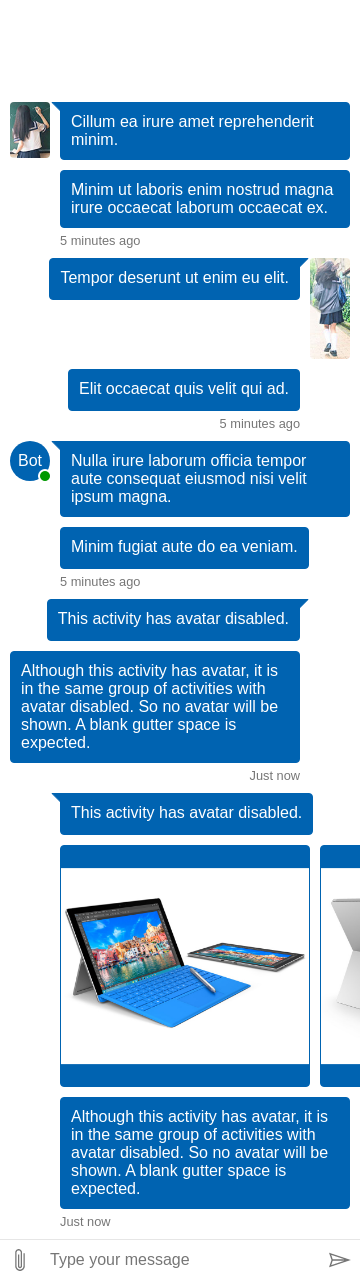 Cillum ea irure amet reprehenderit
minim.
Minim ut laboris enim nostrud magna
irure occaecat laborum occaecat ex.
5 minutes ago
Tempor deserunt ut enim eu elit.
Elit occaecat quis velit qui ad.
5 minutes ago
Bot
Nulla irure laborum officia tempor
aute consequat eiusmod nisi velit
ipsum magna.
Minim fugiat aute do ea veniam.
5 minutes ago
This activity has avatar disabled.
Although this activity has avatar, it is
in the same group of activities with
avatar disabled. So no avatar will be
shown. A blank gutter space is
expected.
Just now
This activity has avatar disabled.
Although this activity has avatar, it is
in the same group of activities with
avatar disabled. So no avatar will be
shown. A blank gutter space is
expected.
Just now
Type your message